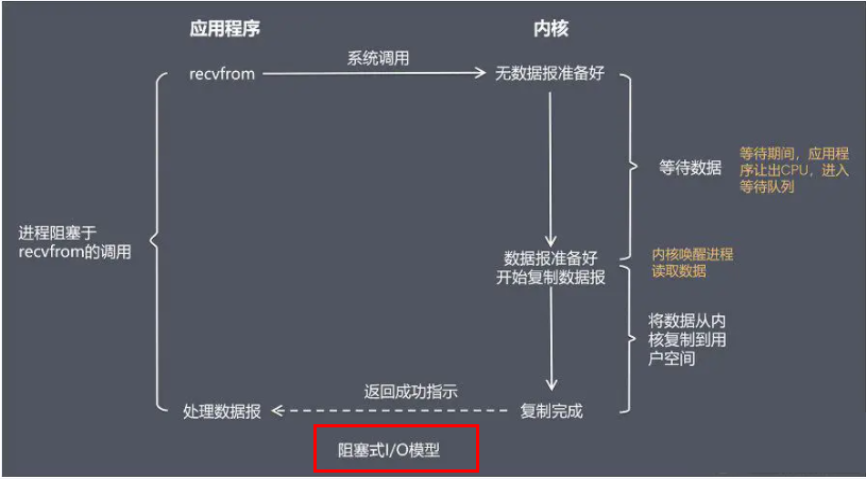 应用程序
内核
系统调用
recvfrom
无数据报准备好
等待数据
等待期间，应用程
序让出CPU，进入
等待队列
进程阻塞于
recvfrom的调用
数据报准备好
开始复制数据报
内核唤醒进程
读取数据
将数据从内
核复制到用
户空间
返回成功指示
处理数据报
复制完成
阻塞式I/O模型